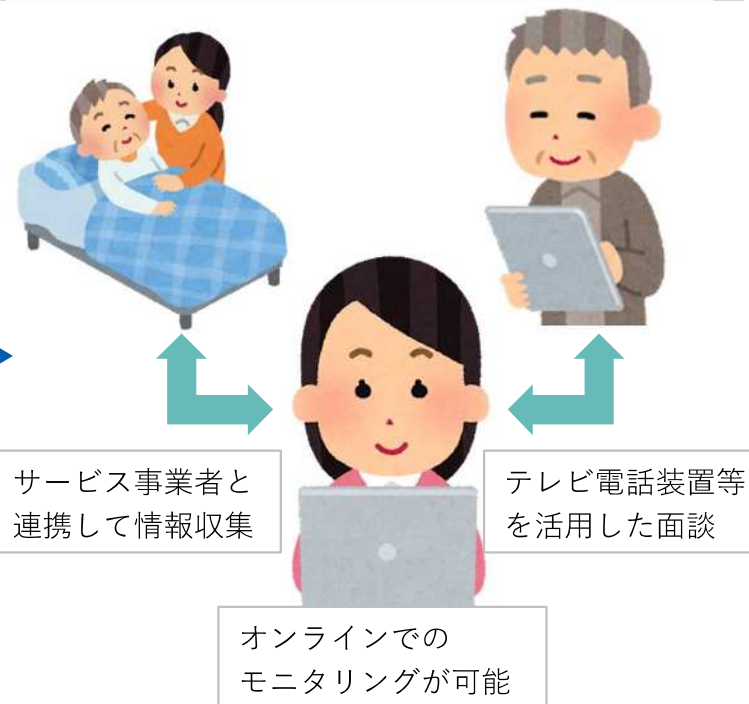 サービス事業者と
連携して情報収集
テレビ電話装置等
を活用した面談
オンラインでの
モニタリングが可能